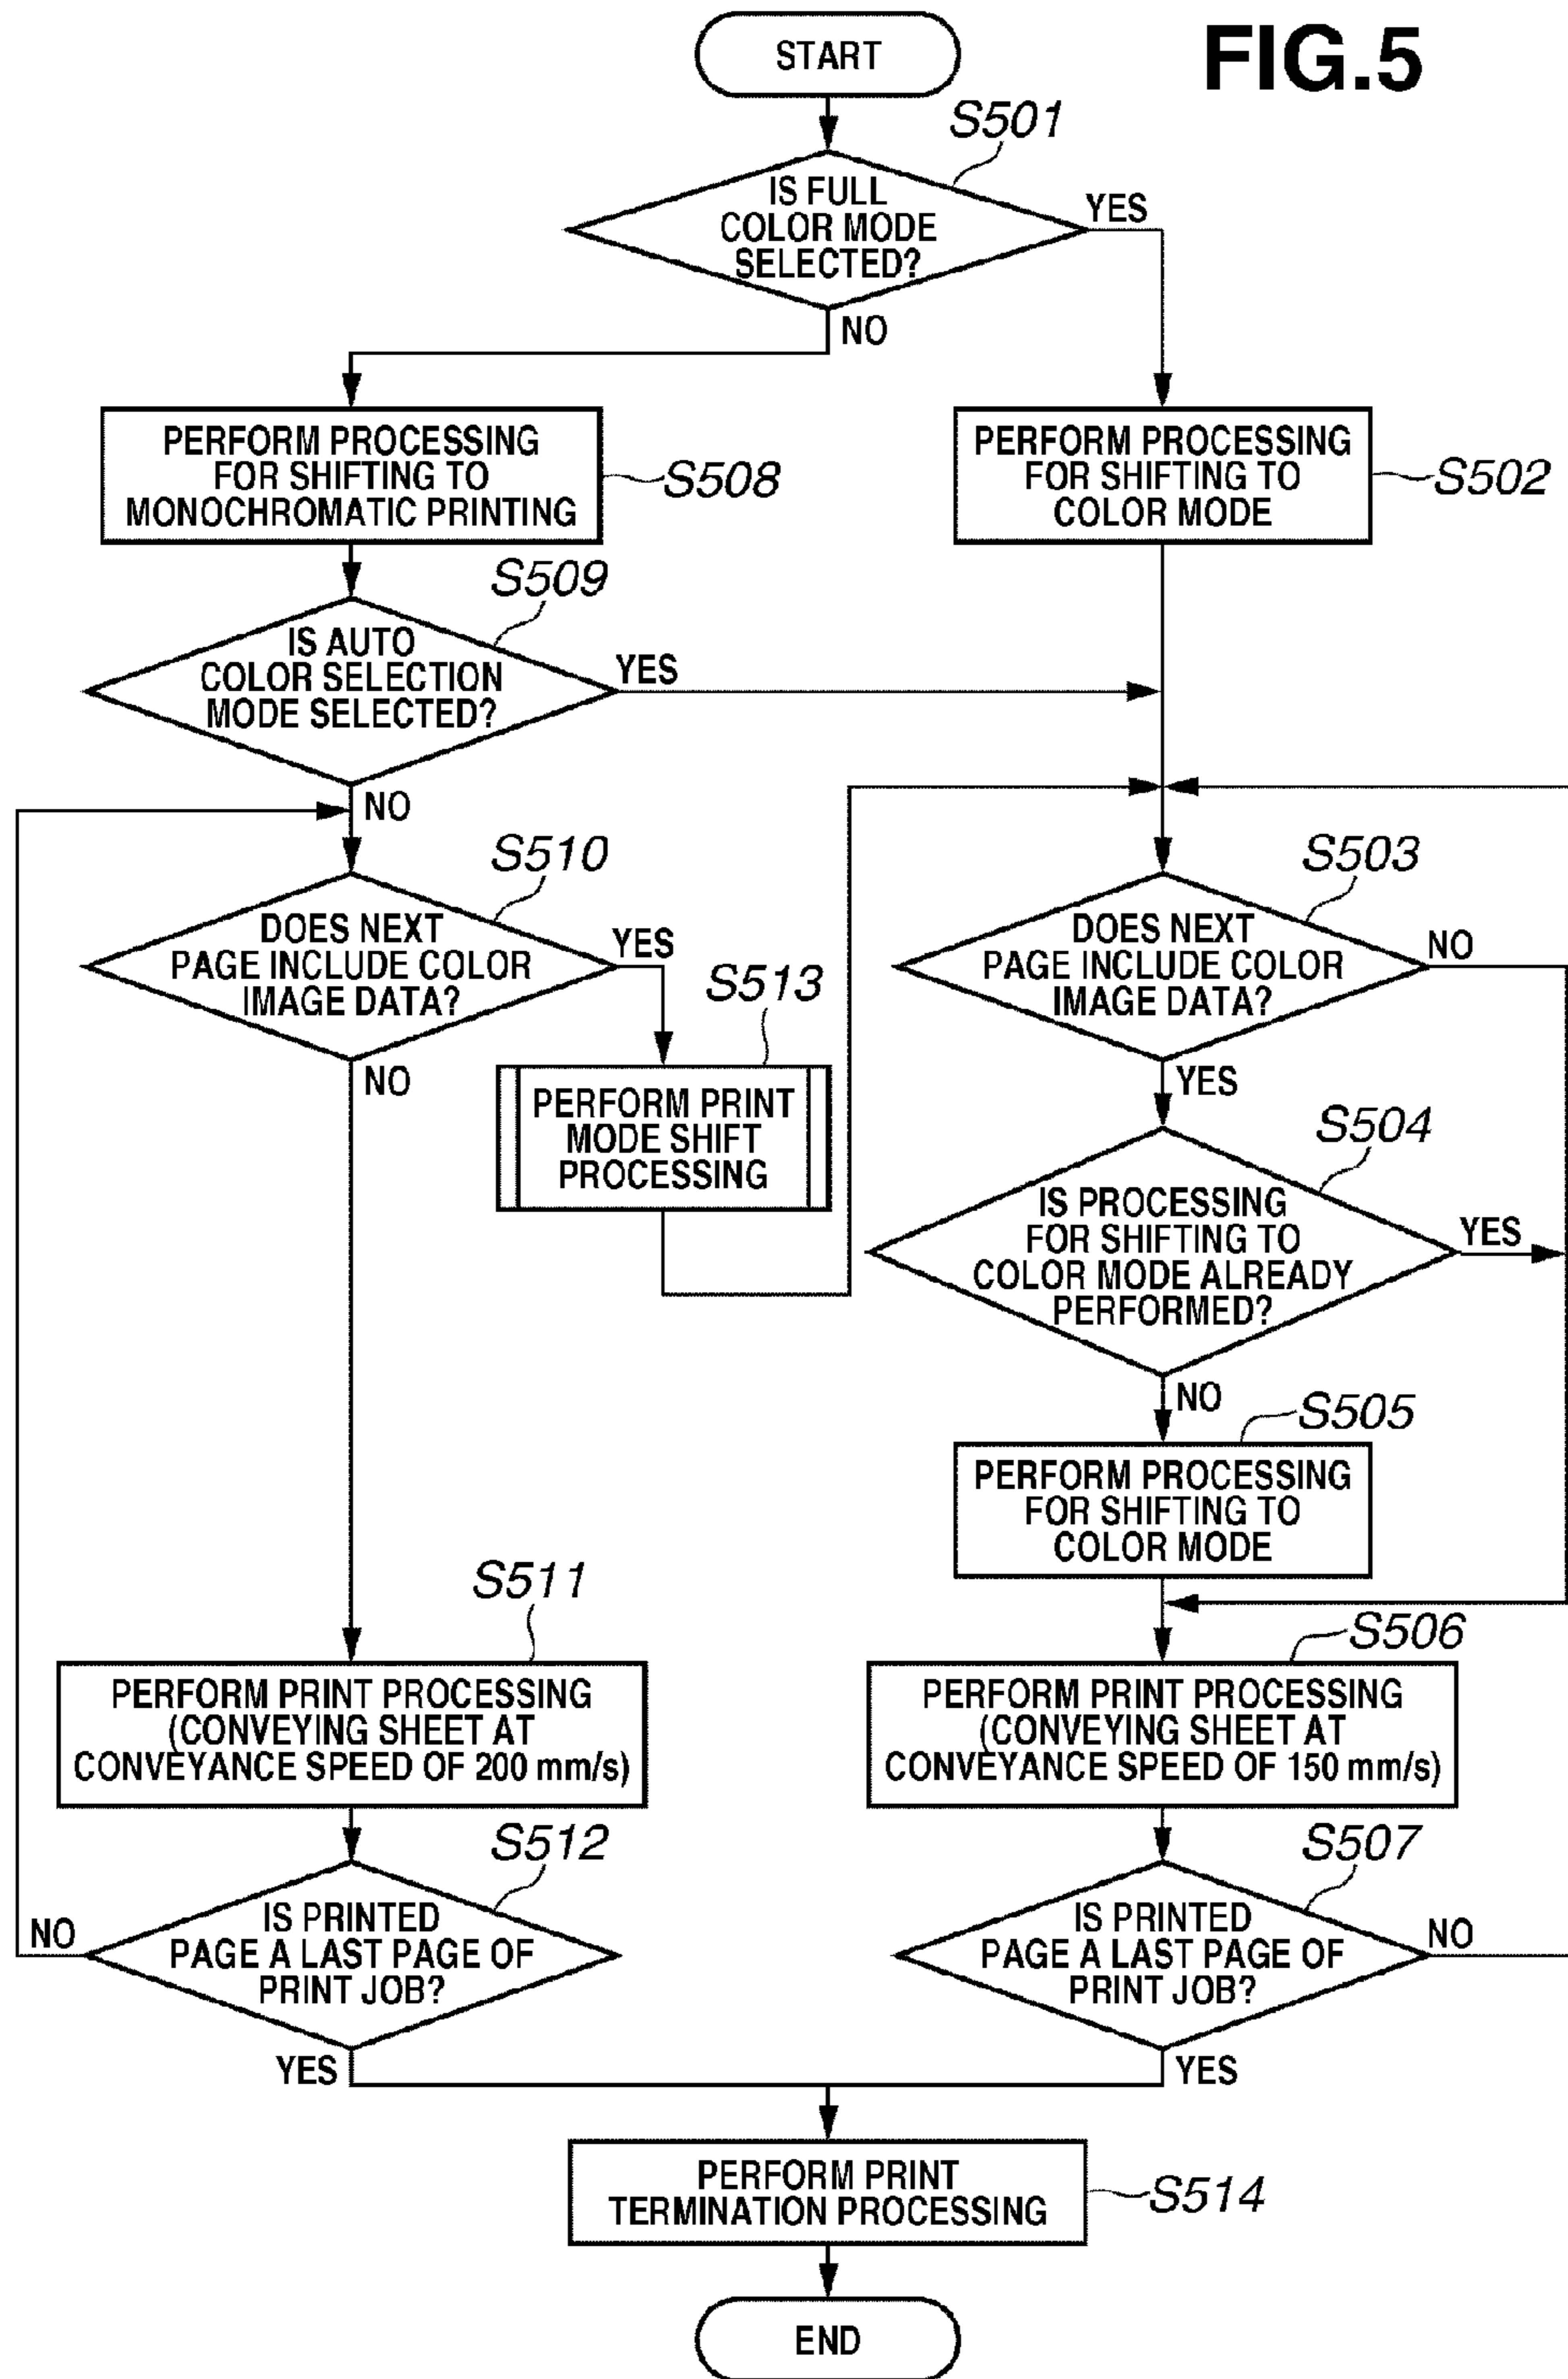 FIG.5
START
S501
IS FULL
COLOR MODE
SELECTED?
YES
NO
PERFORM PROCESSING
FOR SHIFTING TO
MONOCHROMATIC PRINTING
S508
PERFORM PROCESSING
FOR SHIFTING TO
COLOR MODE
S502
S509
IS AUTO
COLOR SELECTION
MODE SELECTED?
YES
NO
S510
DOES NEXT
PAGE INCLUDE COLOR
IMAGE DATA?
YES
NO
S513
PERFORM PRINT
MODE SHIFT
PROCESSING
S503
DOES NEXT
PAGE INCLUDE COLOR
IMAGE DATA?
NO
YES
S504
IS PROCESSING
FOR SHIFTING TO
COLOR MODE ALREADY
PERFORMED?
YES
NO
S505
PERFORM PROCESSING
FOR SHIFTING TO
COLOR MODE
S511
PERFORM PRINT PROCESSING
(CONVEYING SHEET AT
CONVEYANCE SPEED OF 200 mm/s)
S506
PERFORM PRINT PROCESSING
(CONVEYING SHEET AT
CONVEYANCE SPEED OF 150 mm/s)
S512
IS PRINTED
PAGE A LAST PAGE OF
PRINT JOB?
NO
YES
S507
IS PRINTED
PAGE A LAST PAGE OF
PRINT JOB?
NO
YES
PERFORM PRINT
TERMINATION PROCESSING
S514
END